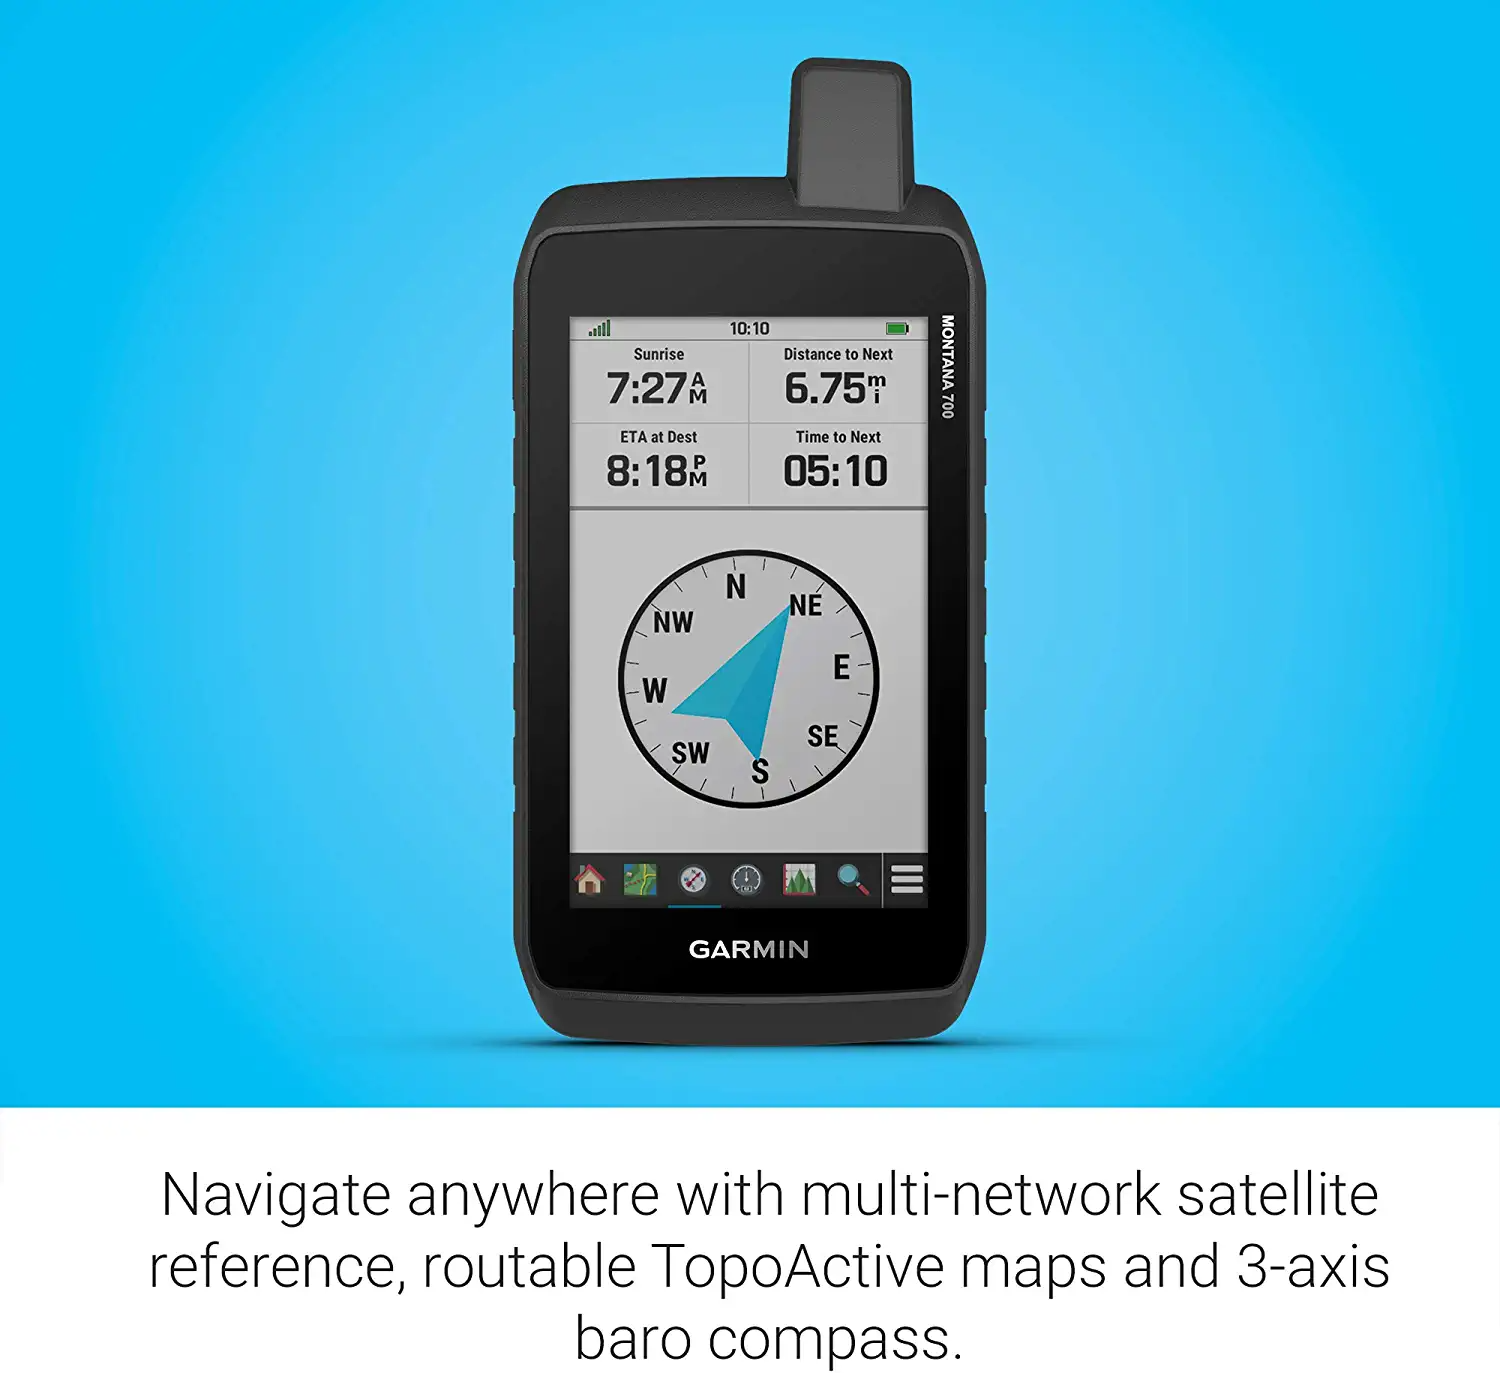 10:10
Sunrise
7:27AM
Distance to Next
6.75mi
ETA at Dest
8:18PM
Time to Next
05:10
MONTANA 700
N
NE
E
SE
S
SW
W
NW
GARMIN
Navigate anywhere with multi-network satellite
reference, routable TopoActive maps and 3-axis
baro compass.